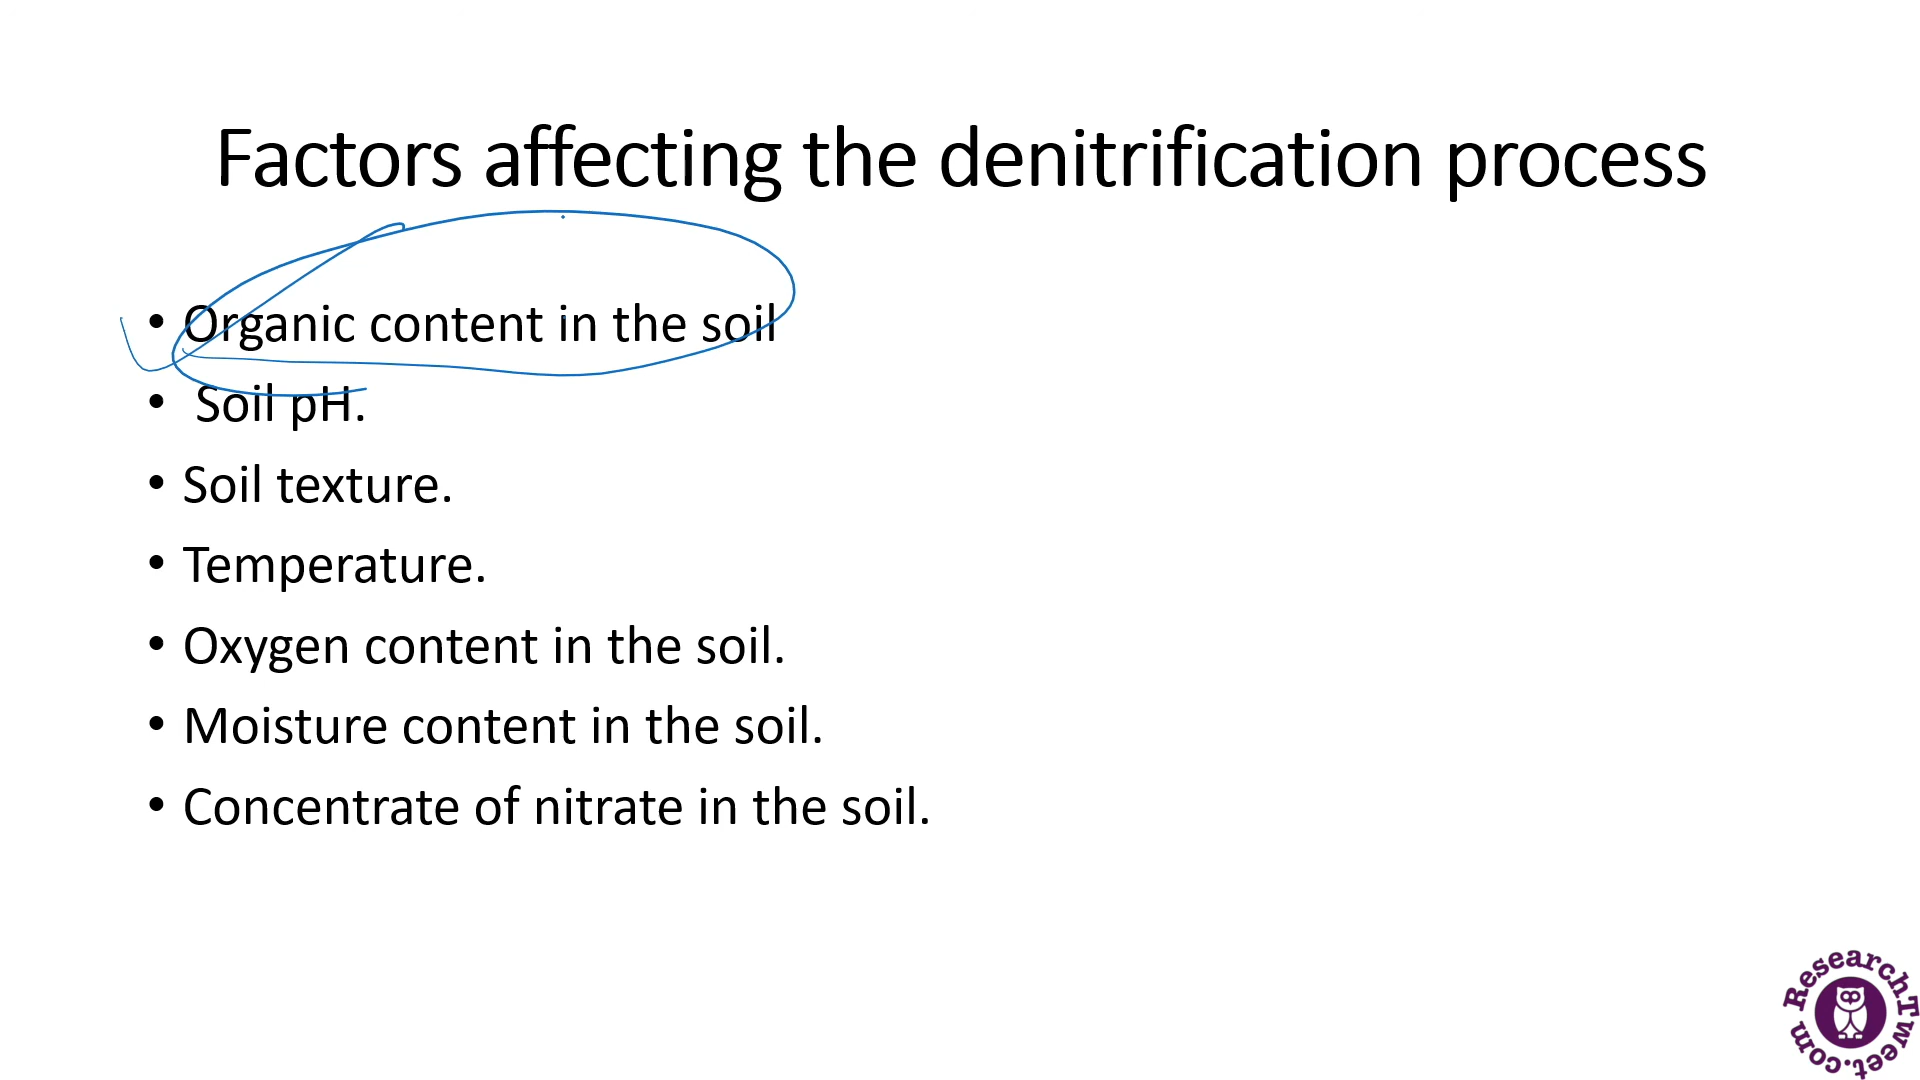 Factors affecting the denitrification process
• Organic content in the soil
• Soil pH.
• Soil texture.
• Temperature.
• Oxygen content in the soil.
• Moisture content in the soil.
• Concentrate of nitrate in the soil.
ResearchTweet.com